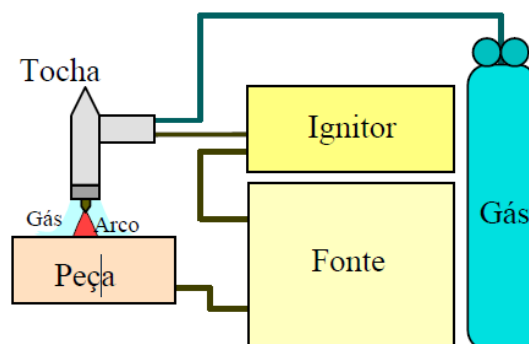 Tocha
Ignitor
Gás
Gás
Arco
Peça
Fonte